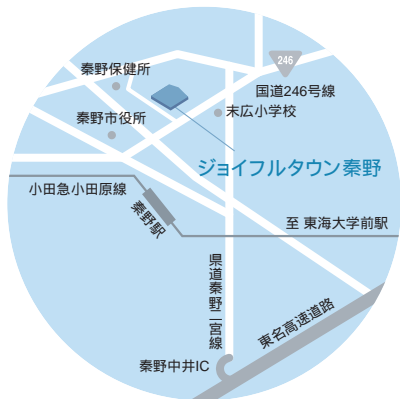 246
秦野保健所
国道246号線
末広小学校
秦野市役所
ジョイフルタウン秦野
小田急小田原線
秦野駅
至 東海大学前駅
県道秦野二宮線
東名高速道路
秦野中井IC